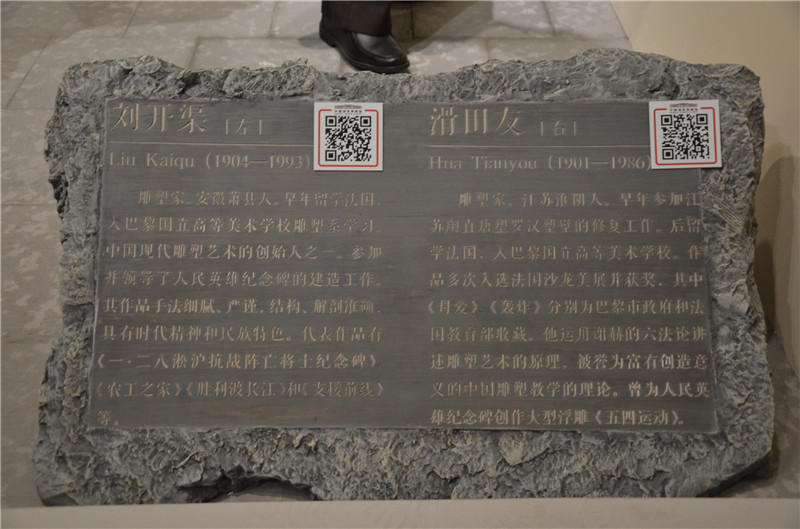 刘开渠［左］
Liu Kaiqu (1904—1993)
雕塑家，安徽萧县人。早年留学法国，
入巴黎国立高等美术学校雕塑系学习。
中国现代雕塑艺术的创始人之一。参加
并领导了人民英雄纪念碑的建造工作。
其作品手法细腻、严谨，结构、解剖准确，
具有时代精神和民族特色。代表作品有
《一·二八淞沪抗战阵亡将士纪念碑》
《农工之家》《胜利渡长江》和《支援前线》
等。
滑田友［右］
Hua Tianyou (1901—1986)
雕塑家。江苏淮阴人。早年参加江
苏甪直唐塑罗汉塑壁的修复工作。后留
学法国，入巴黎国立高等美术学校。作
品多次入选法国沙龙美展并获奖，其中
《母爱》《轰炸》分别为巴黎市政府和法
国教育部收藏。他运用谢赫的六法论讲
述雕塑艺术的原理，被誉为富有创造意
义的中国雕塑教学的理论。曾为人民英
雄纪念碑创作大型浮雕《五四运动》。